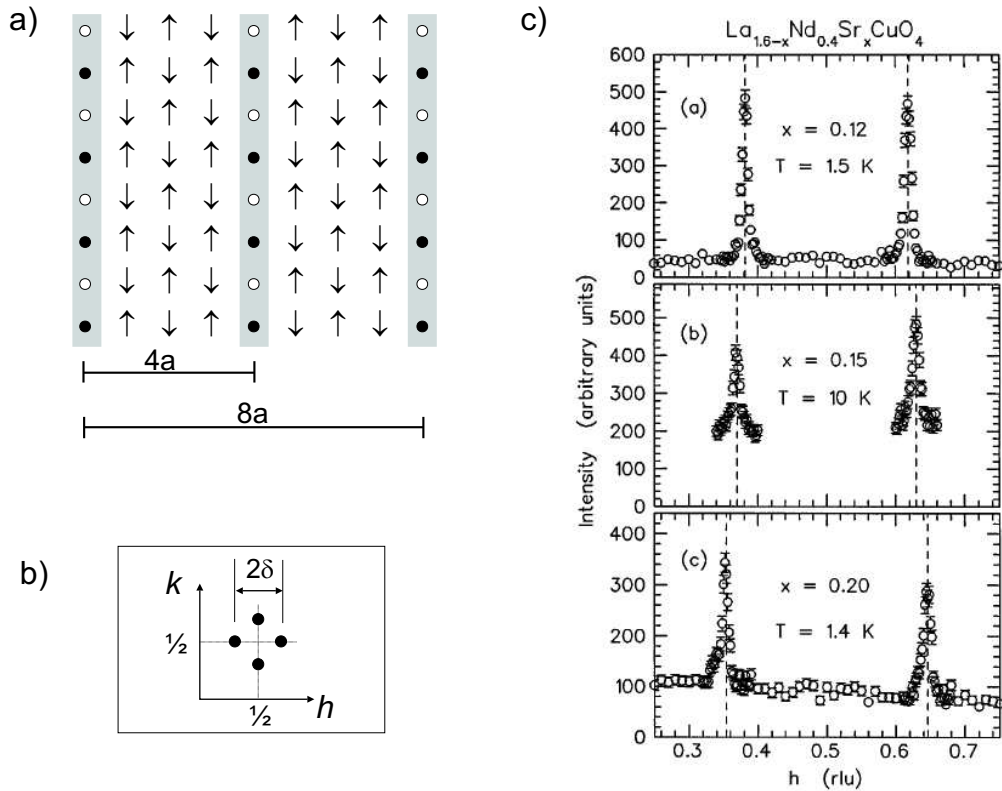 a)
4a
8a
b)
k
2δ
½
½
h
c)
La1.6-xNd0.4SrxCuO4
Intensity (arbitrary units)
600
500
400
300
200
100
0
(a)
x = 0.12
T = 1.5 K
500
400
300
200
100
0
(b)
x = 0.15
T = 10 K
400
300
200
100
0
(c)
x = 0.20
T = 1.4 K
0.3 0.4 0.5 0.6 0.7
h (rlu)